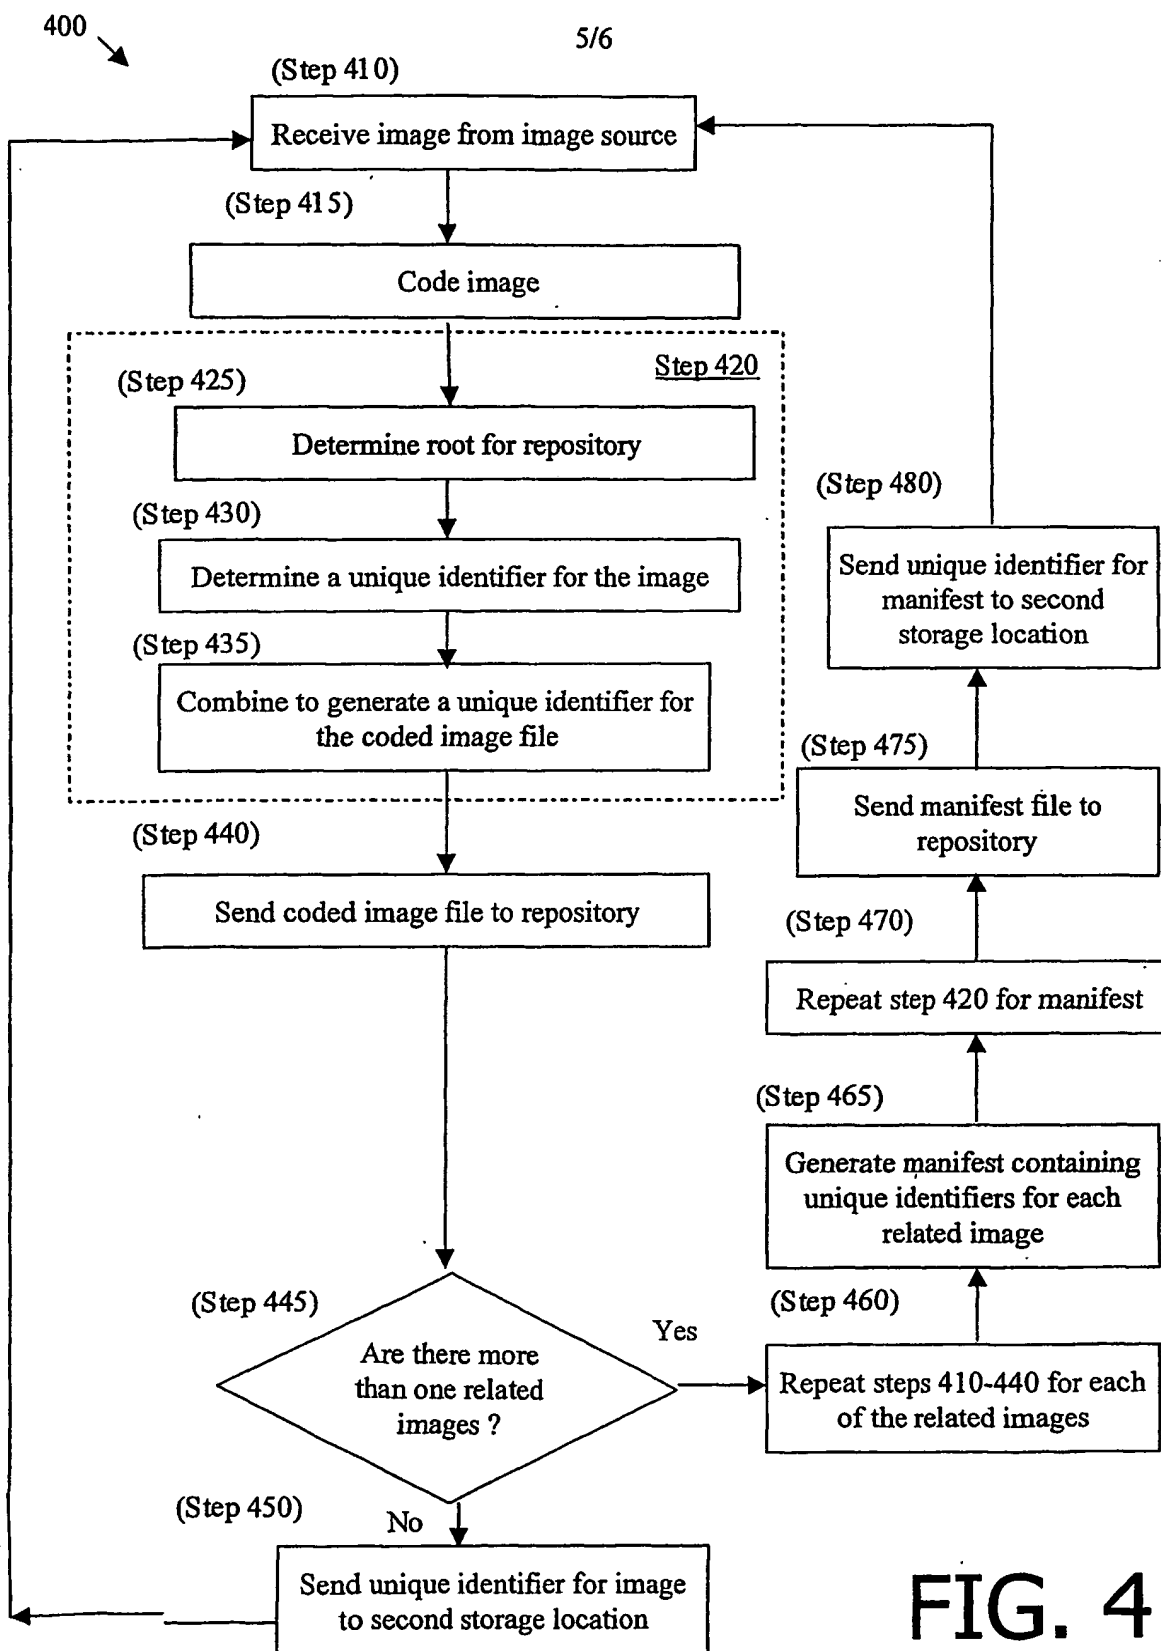 400
5/6
(Step 410)
Receive image from image source
(Step 415)
Code image
Step 420
(Step 425)
Determine root for repository
(Step 430)
Determine a unique identifier for the image
(Step 435)
Combine to generate a unique identifier for
the coded image file
(Step 440)
Send coded image file to repository
(Step 445)
Are there more
than one related
images ?
Yes
No
(Step 450)
Send unique identifier for image
to second storage location
(Step 460)
Repeat steps 410-440 for each
of the related images
(Step 465)
Generate manifest containing
unique identifiers for each
related image
(Step 470)
Repeat step 420 for manifest
(Step 475)
Send manifest file to
repository
(Step 480)
Send unique identifier for
manifest to second
storage location
FIG. 4